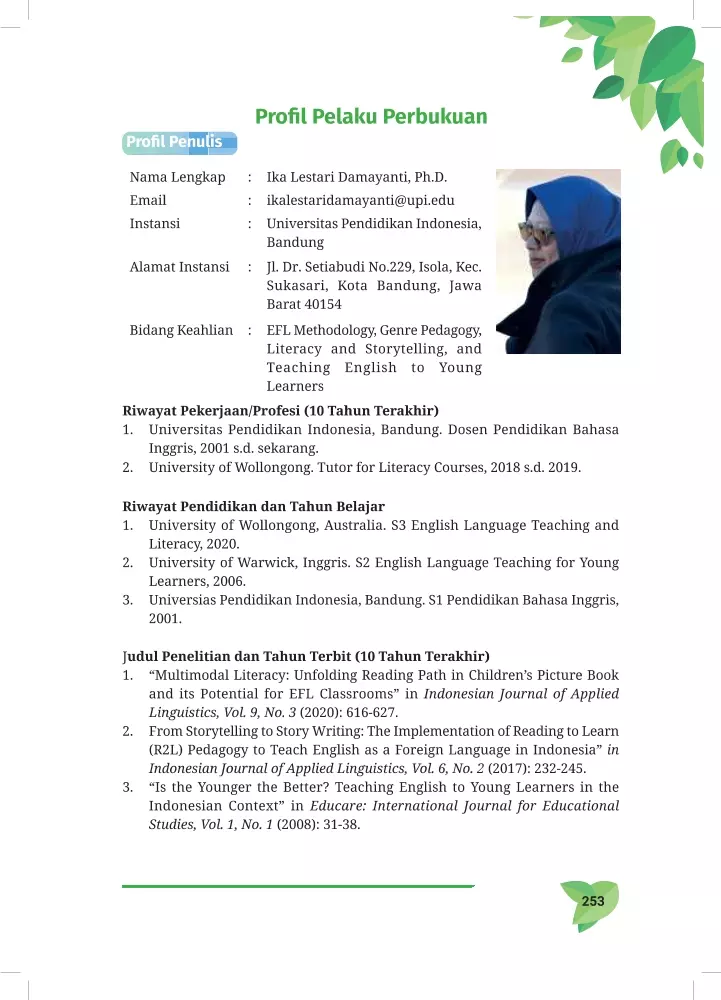 Profil Pelaku Perbukuan
Profil Penulis
Nama Lengkap : Ika Lestari Damayanti, Ph.D.
Email : ikalestaridamayanti@upi.edu
Instansi : Universitas Pendidikan Indonesia,
Bandung
Alamat Instansi : Jl. Dr. Setiabudi No.229, Isola, Kec.
Sukasari, Kota Bandung, Jawa
Barat 40154
Bidang Keahlian : EFL Methodology, Genre Pedagogy,
Literacy and Storytelling, and
Teaching English to Young
Learners
Riwayat Pekerjaan/Profesi (10 Tahun Terakhir)
1. Universitas Pendidikan Indonesia, Bandung. Dosen Pendidikan Bahasa
Inggris, 2001 s.d. sekarang.
2. University of Wollongong. Tutor for Literacy Courses, 2018 s.d. 2019.
Riwayat Pendidikan dan Tahun Belajar
1. University of Wollongong, Australia. S3 English Language Teaching and
Literacy, 2020.
2. University of Warwick, Inggris. S2 English Language Teaching for Young
Learners, 2006.
3. Universias Pendidikan Indonesia, Bandung. S1 Pendidikan Bahasa Inggris,
2001.
Judul Penelitian dan Tahun Terbit (10 Tahun Terakhir)
1. “Multimodal Literacy: Unfolding Reading Path in Children’s Picture Book
and its Potential for EFL Classrooms” in Indonesian Journal of Applied
Linguistics, Vol. 9, No. 3 (2020): 616-627.
2. From Storytelling to Story Writing: The Implementation of Reading to Learn
(R2L) Pedagogy to Teach English as a Foreign Language in Indonesia” in
Indonesian Journal of Applied Linguistics, Vol. 6, No. 2 (2017): 232-245.
3. “Is the Younger the Better? Teaching English to Young Learners in the
Indonesian Context” in Educare: International Journal for Educational
Studies, Vol. 1, No. 1 (2008): 31-38.
253